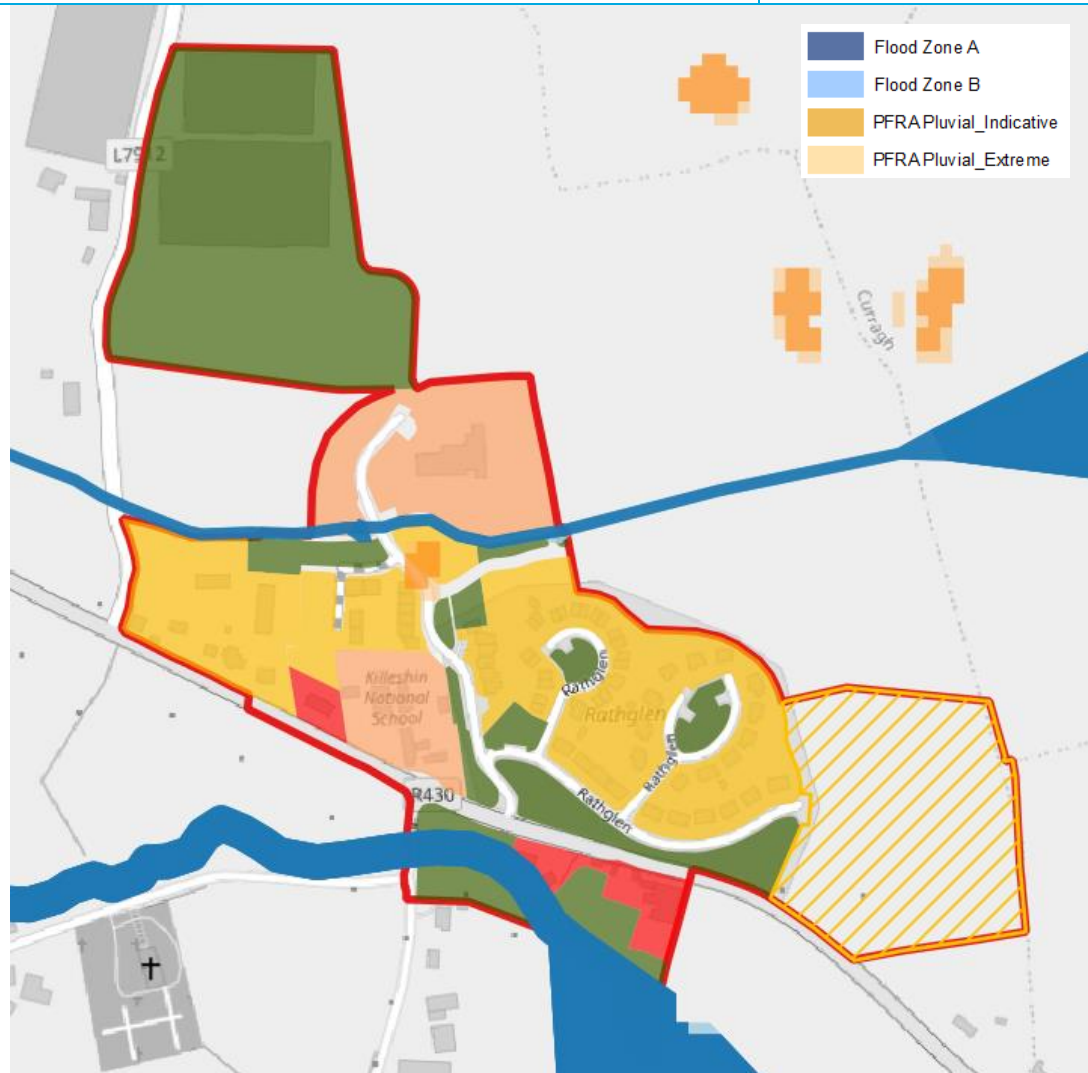 Flood Zone A
Flood Zone B
PFRA Pluvial_Indicative
PFRA Pluvial_Extreme
L7912
Curragh
Killeshin
National
School
Rathglen
Rathglen
Rathglen
Rathglen
R430